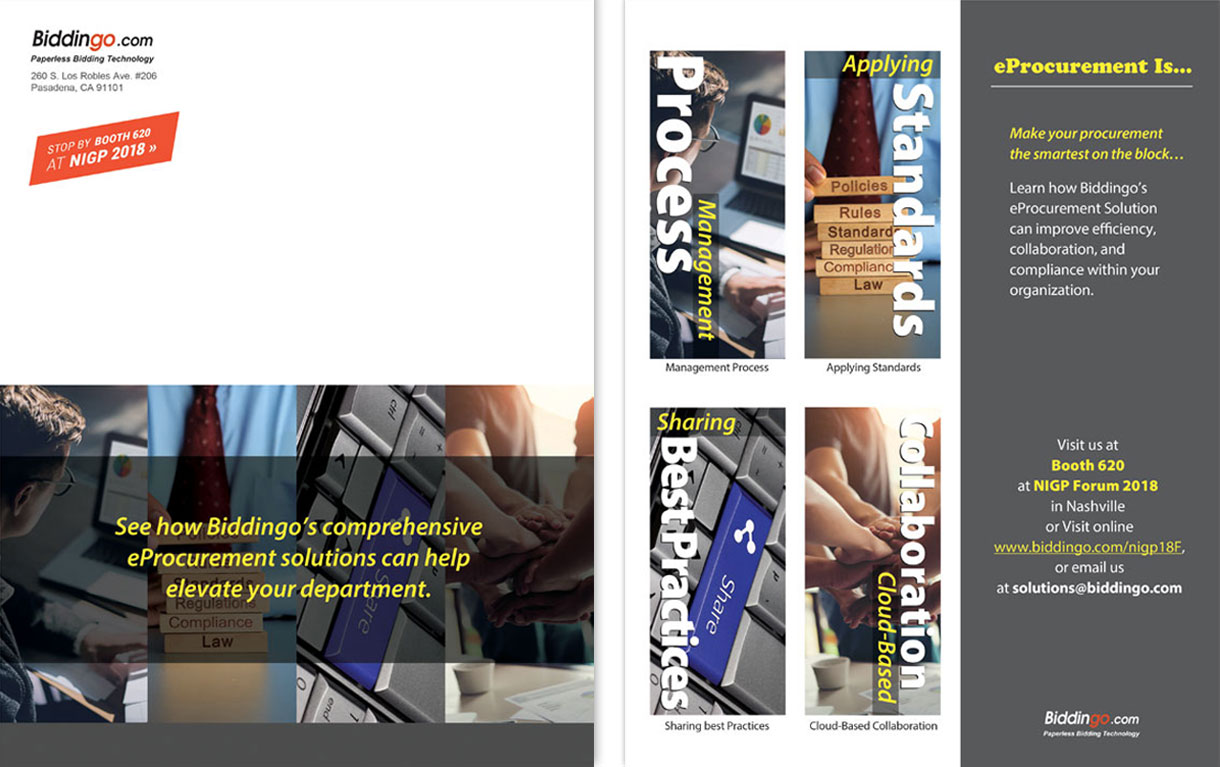 Biddingo.com
Paperless Bidding Technology
260 S. Los Robles Ave. #206
Pasadena, CA 91101
STOP BY BOOTH 620
AT NIGP 2018 »
See how Biddingo's comprehensive
eProcurement solutions can help
elevate your department.
Standards
Regulations
Compliance
Law
ctrl
Share
end
Process
Management
Management Process
Applying
Standards
Policies
Rules
Standard
Regulation
Complianc
Law
Applying Standards
Sharing
Best Practices
Share
Sharing best Practices
Collaboration
Cloud-Based
Cloud-Based Collaboration
eProcurement Is...
Make your procurement
the smartest on the block...
Learn how Biddingo's
eProcurement Solution
can improve efficiency,
collaboration, and
compliance within your
organization.
Visit us at
Booth 620
at NIGP Forum 2018
in Nashville
or Visit online
www.biddingo.com/nigp18F,
or email us
at solutions@biddingo.com
Biddingo.com
Paperless Bidding Technology